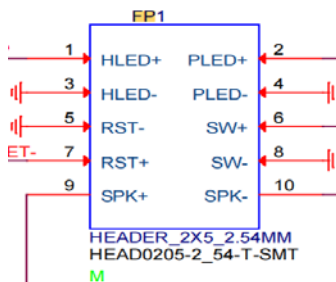 FP1
1 HLED+ PLED+ 2
3 HLED- PLED- 4
5 RST- SW+ 6
ET- 7 RST+ SW- 8
9 SPK+ SPK- 10
HEADER_2X5_2.54MM
HEAD0205-2_54-T-SMT
M